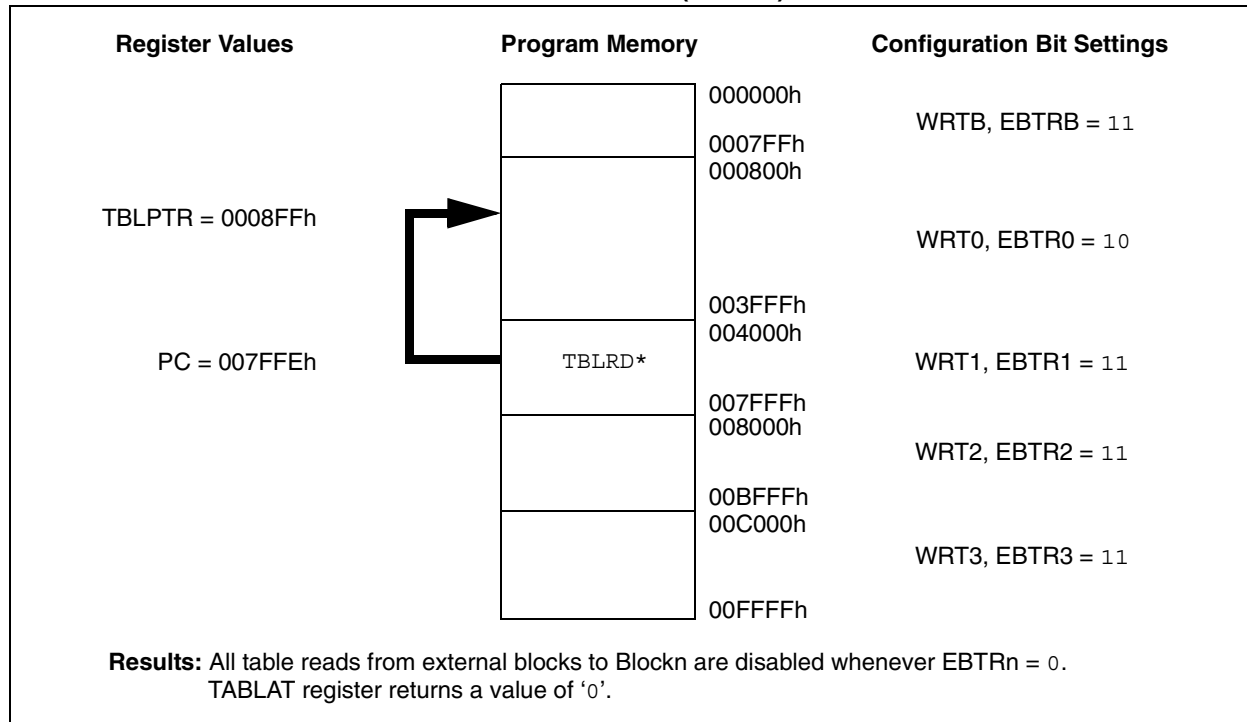 Register Values Program Memory Configuration Bit Settings
000000h
WRTB, EBTRB = 11
0007FFh
000800h
TBLPTR = 0008FFh
WRT0, EBTR0 = 10
003FFFh
004000h
PC = 007FFEh TBLRD* WRT1, EBTR1 = 11
007FFFh
008000h
WRT2, EBTR2 = 11
00BFFFh
00C000h
WRT3, EBTR3 = 11
00FFFFh
Results: All table reads from external blocks to Blockn are disabled whenever EBTRn = 0.
TABLAT register returns a value of ‘0’.